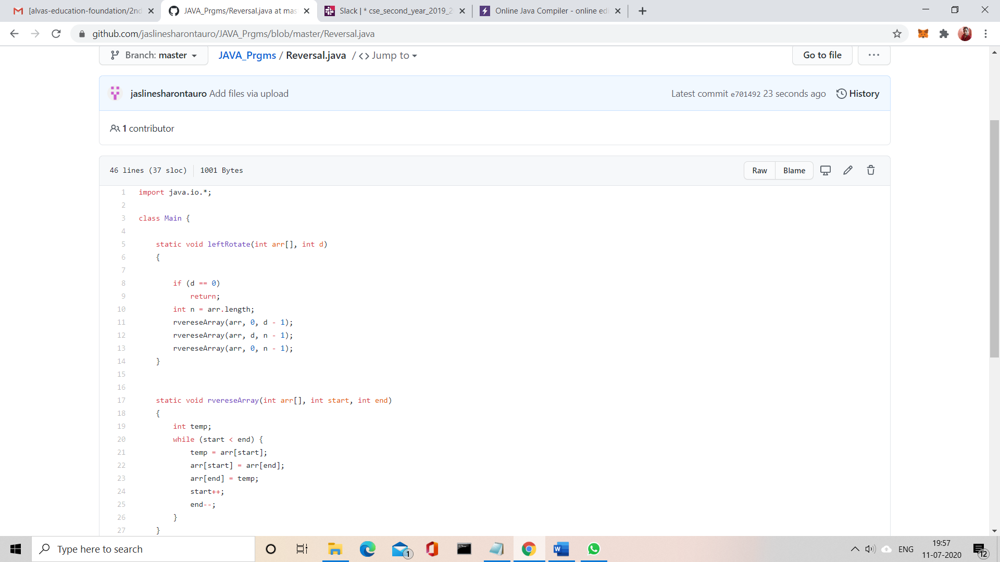 [alvas-education-foundation/2nd
JAVA_Prgms/Reversal.java at mas
Slack | * cse_second_year_2019_2
Online Java Compiler - online edi
github.com/jaslinesharontauro/JAVA_Prgms/blob/master/Reversal.java
Branch: master
JAVA_Prgms / Reversal.java / <> Jump to
Go to file
...
jaslinesharontauro Add files via upload
Latest commit e701492 23 seconds ago
History
1 contributor
46 lines (37 sloc) | 1001 Bytes
Raw
Blame
1 import java.io.*;
2
3 class Main {
4
5 static void leftRotate(int arr[], int d)
6 {
7
8 if (d == 0)
9 return;
10 int n = arr.length;
11 rvereseArray(arr, 0, d - 1);
12 rvereseArray(arr, d, n - 1);
13 rvereseArray(arr, 0, n - 1);
14 }
15
16
17 static void rvereseArray(int arr[], int start, int end)
18 {
19 int temp;
20 while (start < end) {
21 temp = arr[start];
22 arr[start] = arr[end];
23 arr[end] = temp;
24 start++;
25 end--;
26 }
27 }
Type here to search
1
W
ENG
19:57
11-07-2020
12